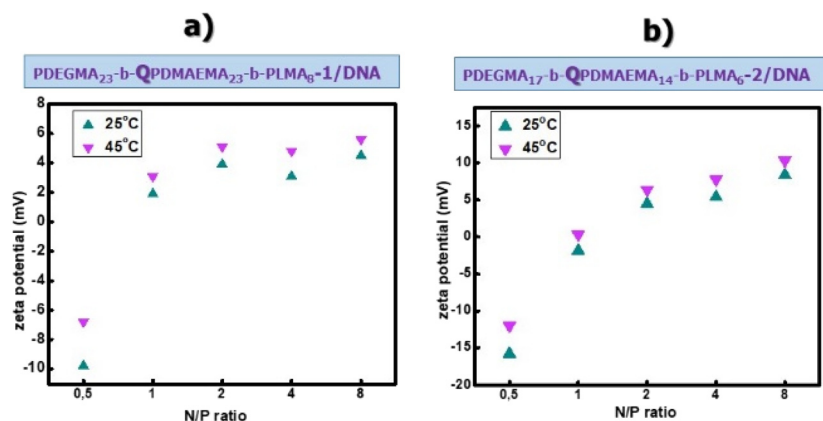 a)
PDEGMA₂₃-b-QPDMAEMA₂₃-b-PLMA₈-1/DNA
8
6
4
2
0
-2
-4
-6
-8
-10
zeta potential (mV)
25°C
45°C
0,5 1 2 4 8
N/P ratio
b)
PDEGMA₁₇-b-QPDMAEMA₁₄-b-PLMA₆-2/DNA
15
10
5
0
-5
-10
-15
-20
zeta potential (mV)
25°C
45°C
0,5 1 2 4 8
N/P ratio